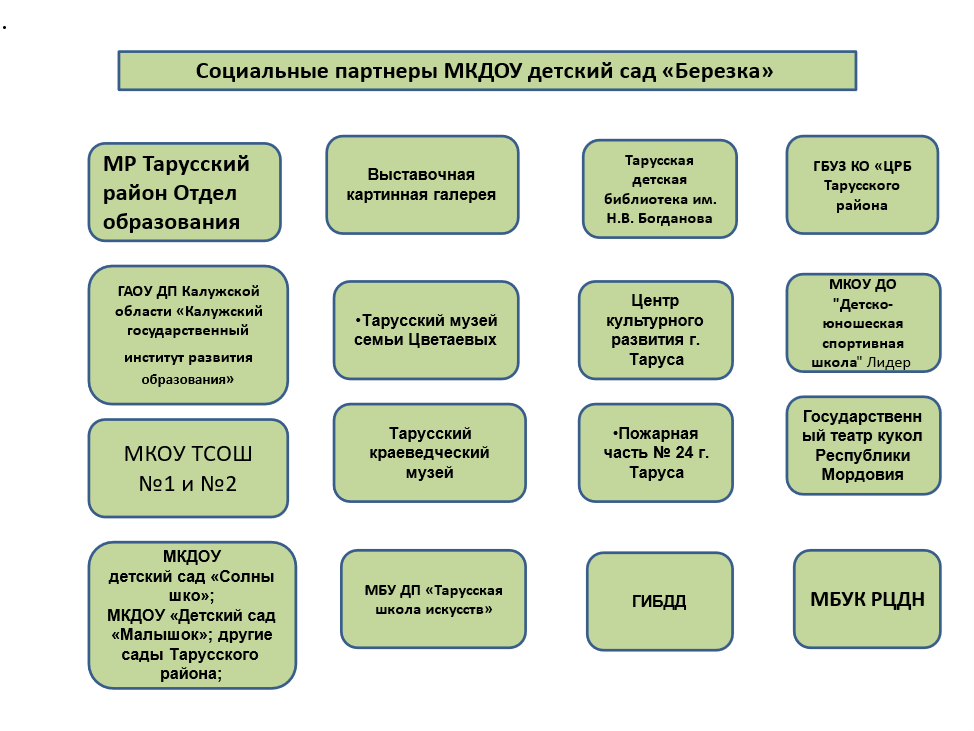 .
Социальные партнеры МКДОУ детский сад «Березка»
МР Тарусский
район Отдел
образования
Выставочная
картинная галерея
Тарусская
детская
библиотека им.
Н.В. Богданова
ГБУЗ КО «ЦРБ
Тарусского
района
ГАОУ ДП Калужской
области «Калужский
государственный
институт развития
образования»
•Тарусский музей
семьи Цветаевых
Центр
культурного
развития г.
Таруса
МКОУ ДО
"Детско-
юношеская
спортивная
школа" Лидер
МКОУ ТСОШ
№1 и №2
Тарусский
краеведческий
музей
•Пожарная
часть № 24 г.
Таруса
Государственн
ый театр кукол
Республики
Мордовия
МКДОУ
детский сад «Солны
шко»;
МКДОУ «Детский сад
«Малышок»; другие
сады Тарусского
района;
МБУ ДП «Тарусская
школа искусств»
ГИБДД
МБУК РЦДН